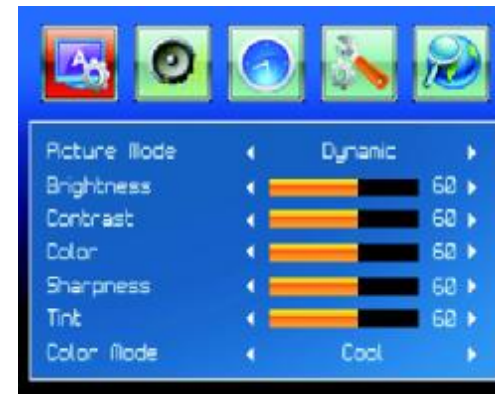 Picture Mode Dynamic
Brightness 60
Contrast 60
Color 60
Sharpness 60
Tint 60
Color Mode Cool